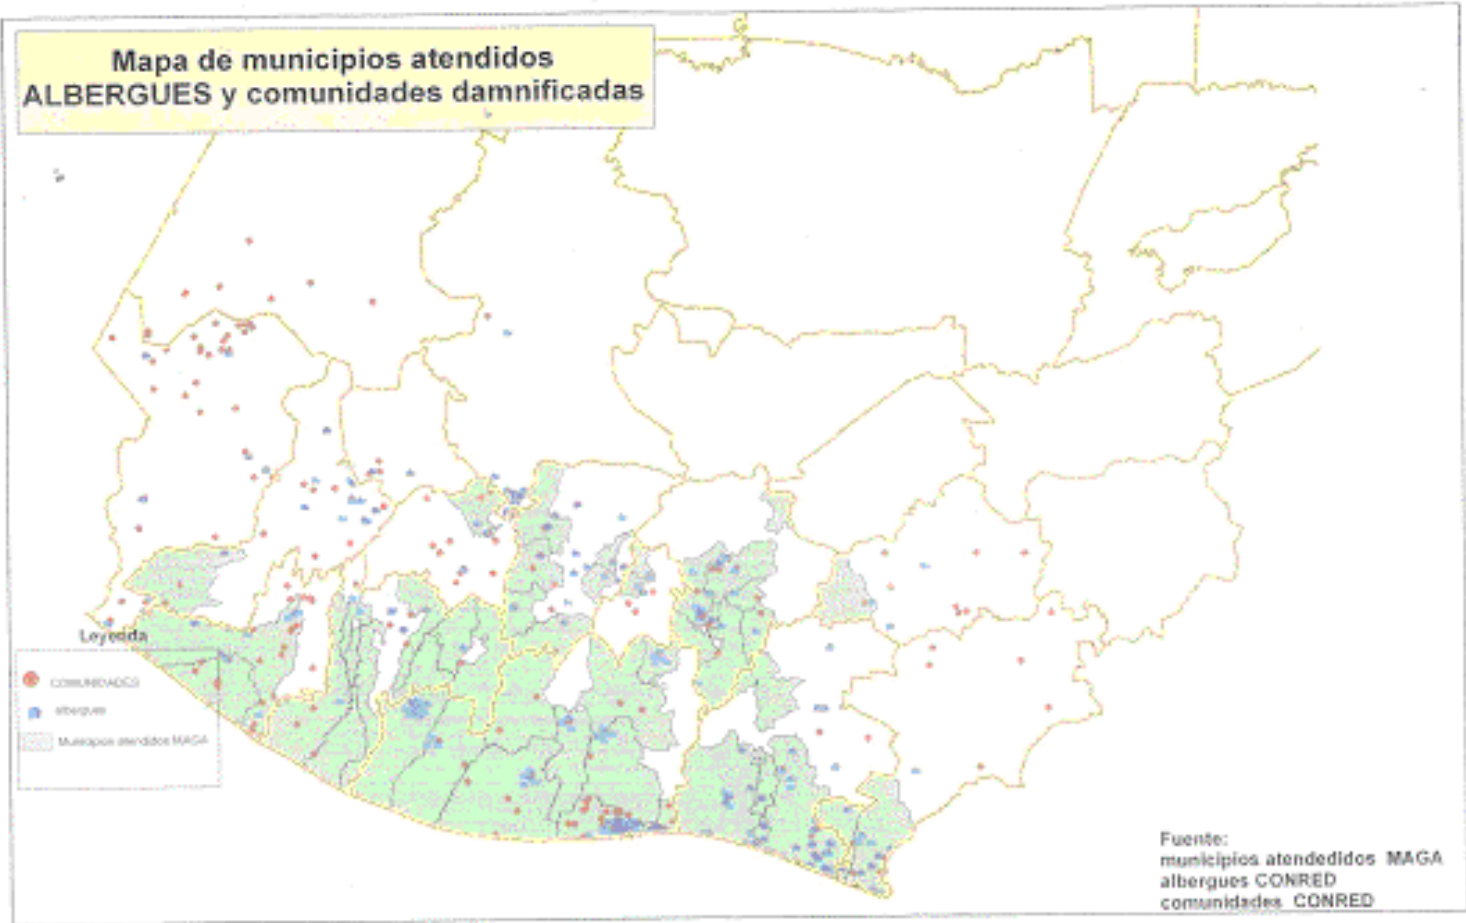 Mapa de municipios atendidos
ALBERGUES y comunidades damnificadas
Leyenda
COMUNIDADES
albergues
Municipios atendidos MAGA
Fuente:
municipios atendedidos MAGA
albergues CONRED
comunidades CONRED